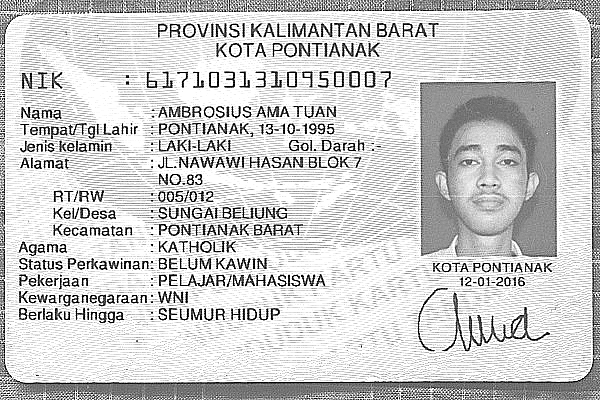 PROVINSI KALIMANTAN BARAT
KOTA PONTIANAK
NIK : 6171031310950007
Nama : AMBROSIUS AMA TUAN
Tempat/Tgl Lahir : PONTIANAK, 13-10-1995
Jenis kelamin : LAKI-LAKI Gol. Darah :-
Alamat : JL.NAWAWI HASAN BLOK 7
NO.83
RT/RW : 005/012
Kel/Desa : SUNGAI BELIUNG
Kecamatan : PONTIANAK BARAT
Agama : KATHOLIK
Status Perkawinan: BELUM KAWIN
Pekerjaan : PELAJAR/MAHASISWA
Kewarganegaraan: WNI
Berlaku Hingga : SEUMUR HIDUP
KOTA PONTIANAK
12-01-2016